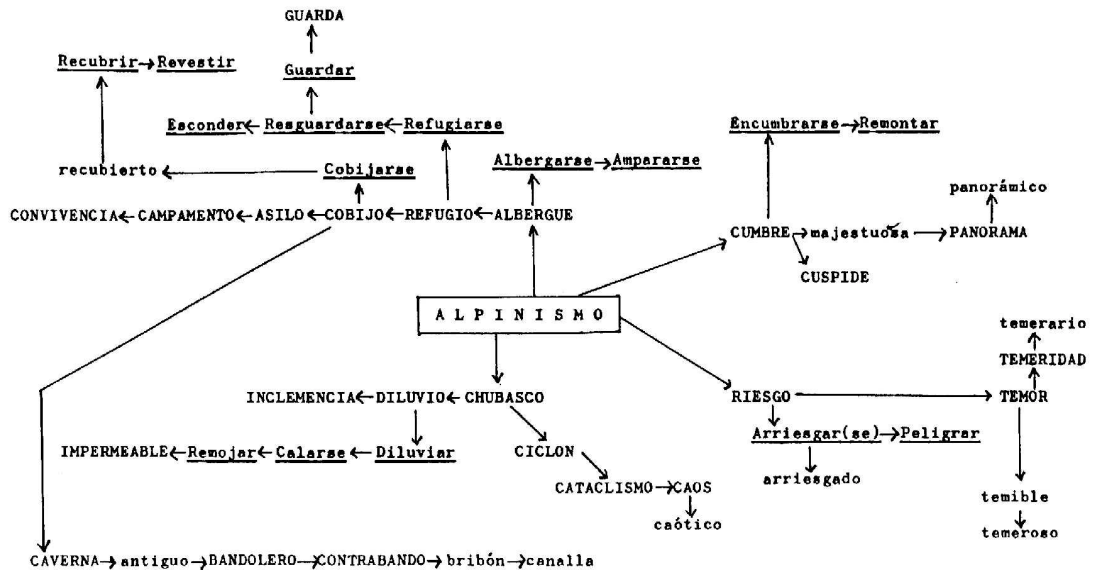 GUARDA
Recubrir→Revestir
Guardar
Esconder←Resguardarse←Refugiarse
Encumbrarse→Remontar
recubierto
Cobijarse
Albergarse→Ampararse
panorámico
CONVIVENCIA←CAMPAMENTO←ASILO←COBIJO←REFUGIO←ALBERGUE
CUMBRE→majestuosa→PANORAMA
CUSPIDE
ALPINISMO
temerario
TEMERIDAD
INCLEMENCIA←DILUVIO←CHUBASCO
RIESGO→TEMOR
Arriesgar(se)→Peligrar
IMPERMEABLE←Remojar←Calarse←Diluviar
CICLON
arriesgado
CATACLISMO→CAOS
temible
caótico
temeroso
CAVERNA→antiguo→BANDOLERO→CONTRABANDO→bribón→canalla